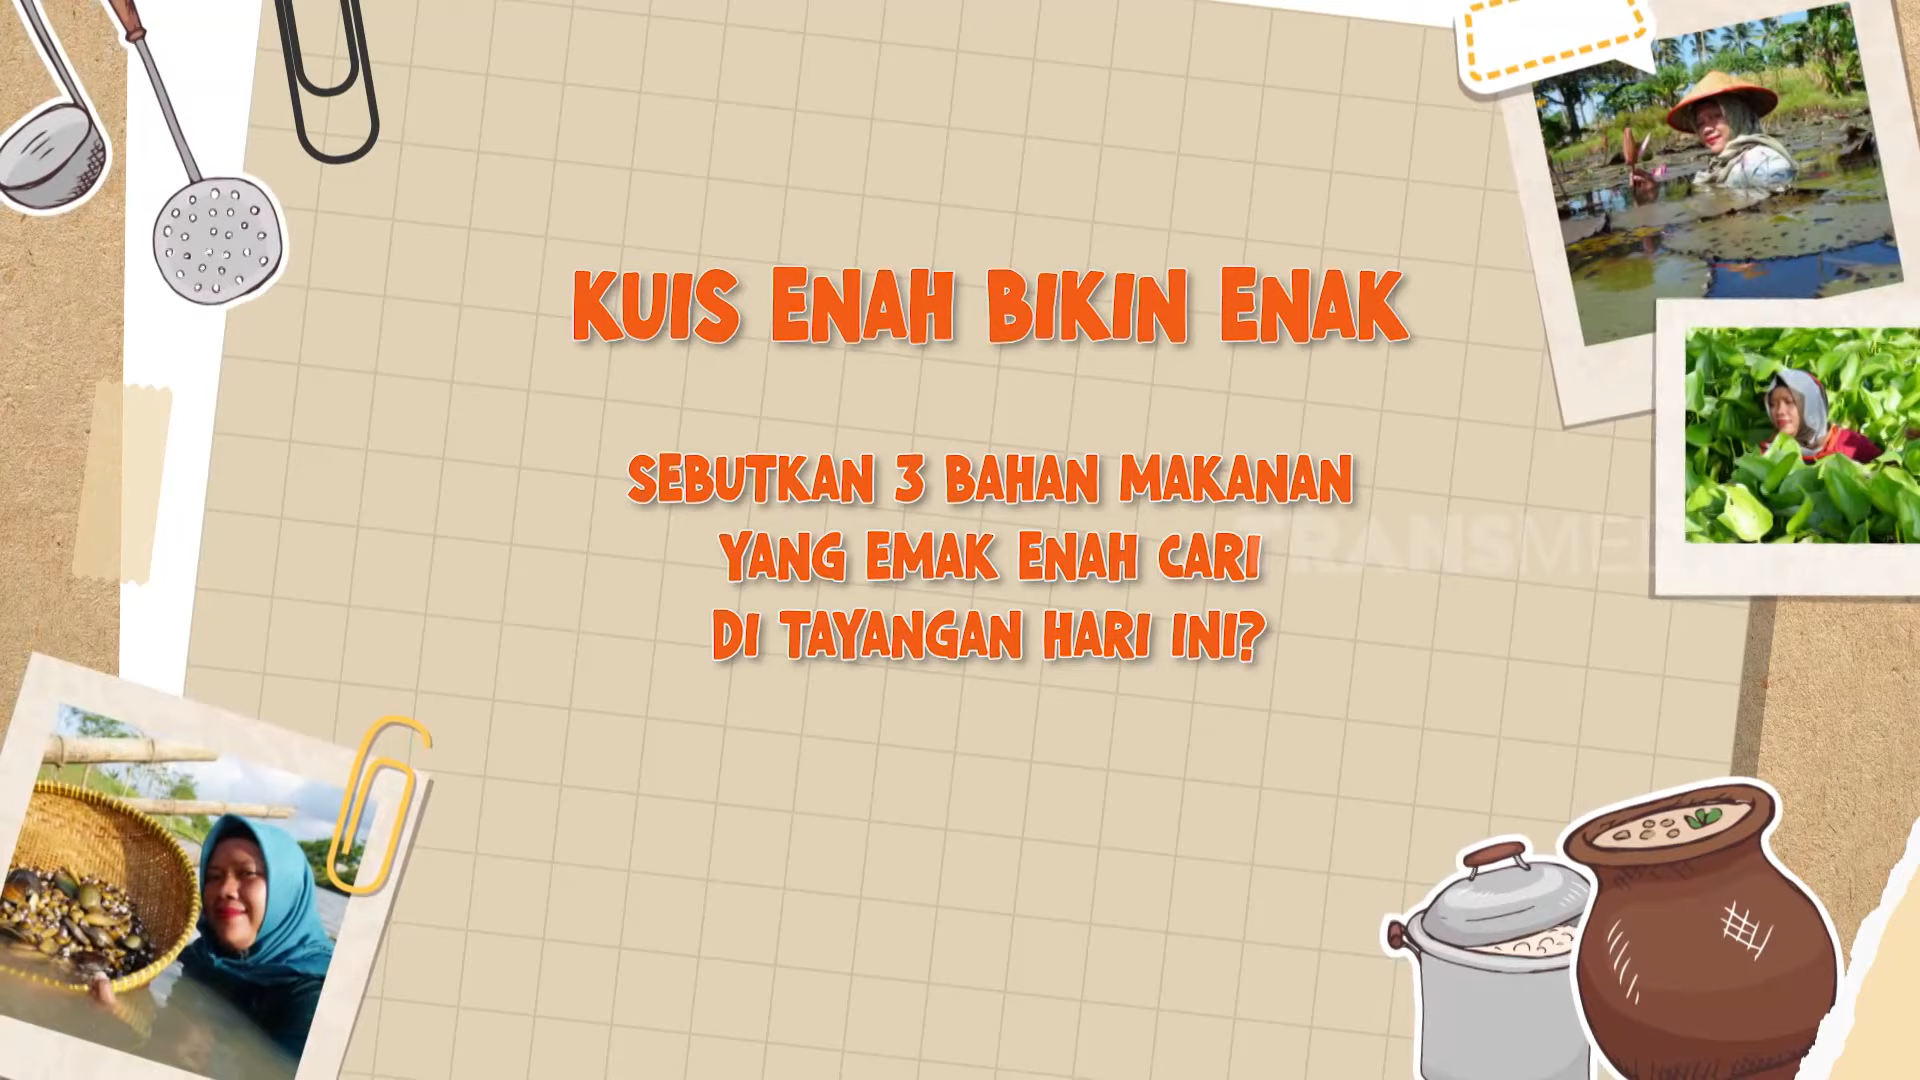 KUIS ENAH BIKIN ENAK
SEBUTKAN 3 BAHAN MAKANAN
YANG EMAK ENAH CARI
DI TAYANGAN HARI INI?